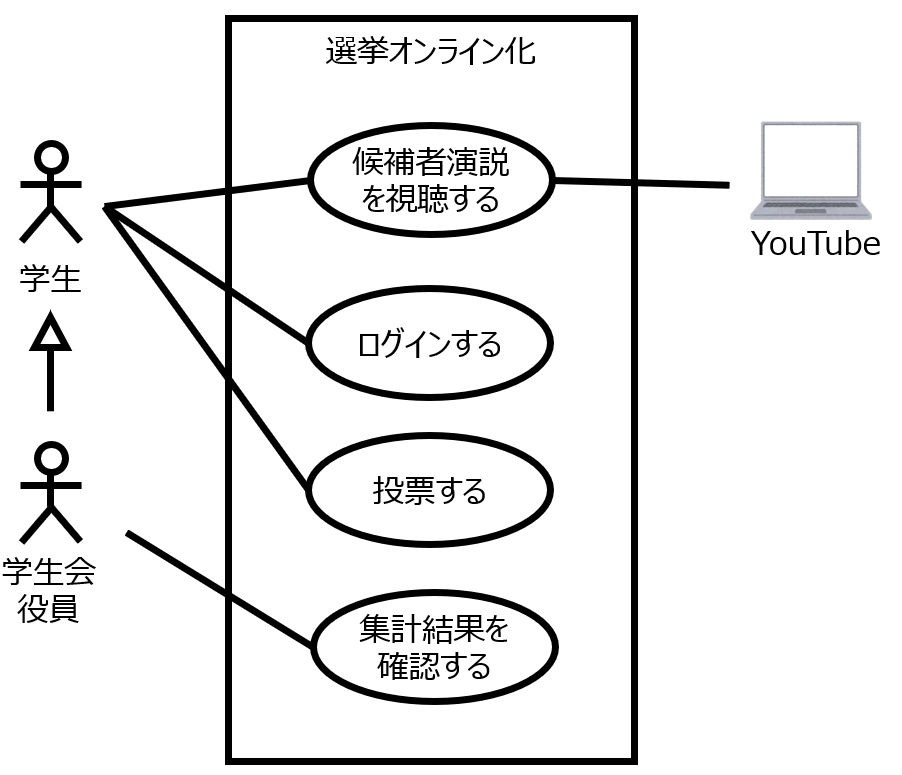 選挙オンライン化
候補者演説
を視聴する
YouTube
学生
ログインする
投票する
学生会
役員
集計結果を
確認する